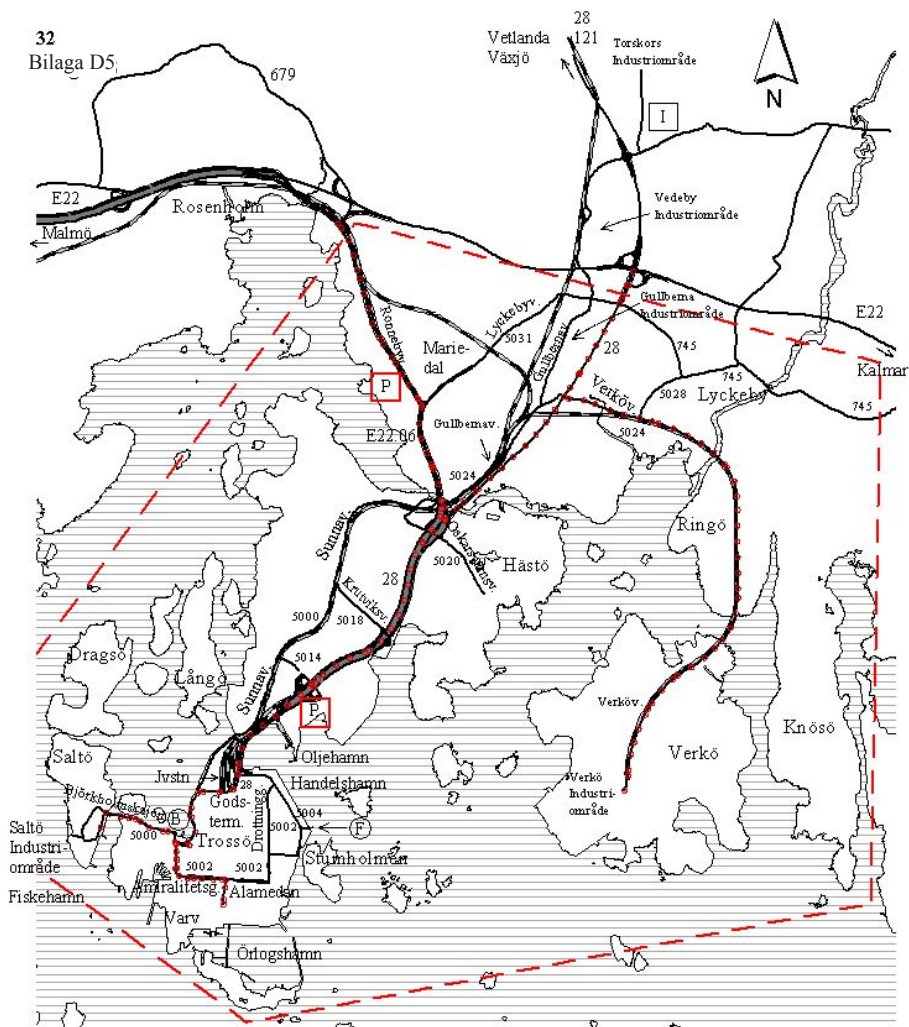 32
Bilaga D5
679
28
121
Vetlanda
Växjö
Torskors
Industriområde
N
I
E22
Malmö
Rosenholm
Vedeby
Industriområde
Ronnebyv.
Lyckebyv.
5031
Gullbernav.
Gullberna
Industriområde
28
E22
Kalmar
Marie-
dal
P
745
Verköv.
5028
745
Lyckeby
745
E22.06
Gullbernav.
5024
5024
Sunnav.
Oskarsvärnsv.
5020
Hästö
Ringö
28
Krutviksv.
5018
5000
5014
Dragsö
Långö
Sunnav.
P
Verköv.
Verkö
Knösö
Saltö
Jvstn
Oljehamn
Handelshamn
28
Verkö
Industri-
område
Björkholmskajen
B
Gods-
term.
Drottningg.
5004
5002
F
Saltö
Industri-
område
5000
Trossö
Stumholmen
5002
5002
Fiskehamn
Amiralitetsg.
Alamedan
Varv
Örlogshamn